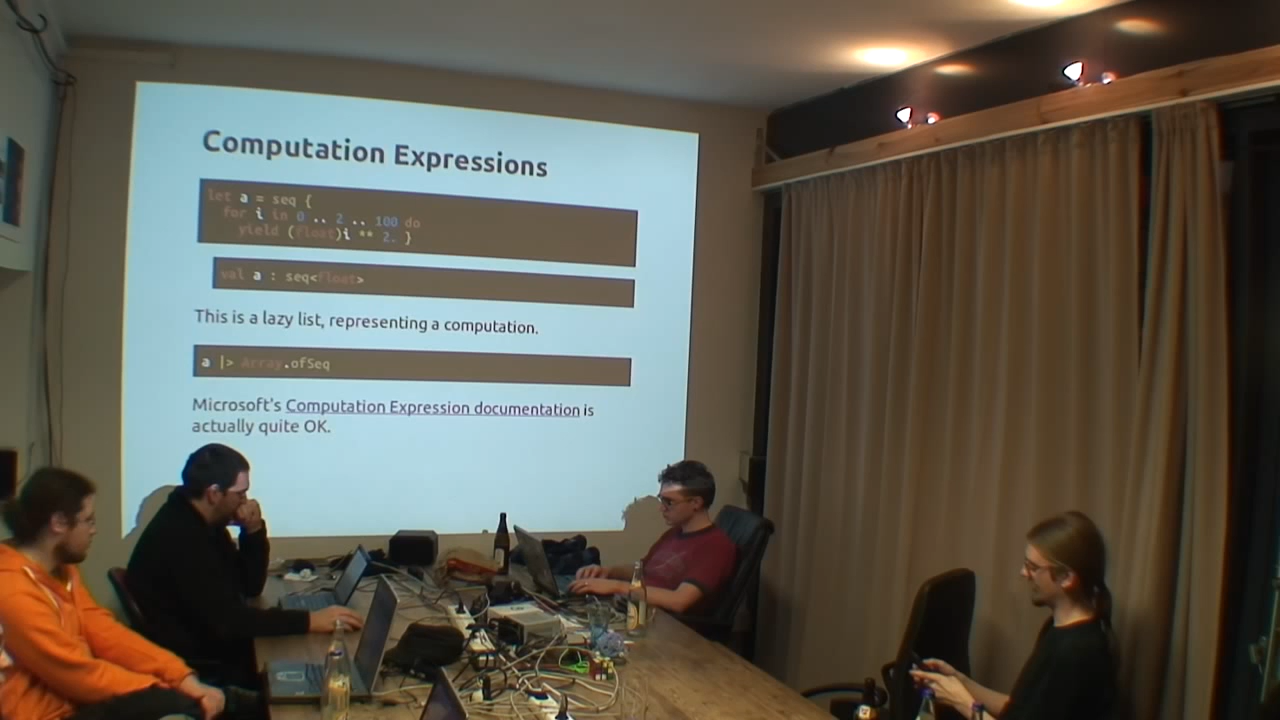 Computation Expressions
let a = seq {
for i in 0 .. 2 .. 100 do
yield (float)i ** 2. }
val a : seq<float>
This is a lazy list, representing a computation.
a |> Array.ofSeq
Microsoft's Computation Expression documentation is
actually quite OK.